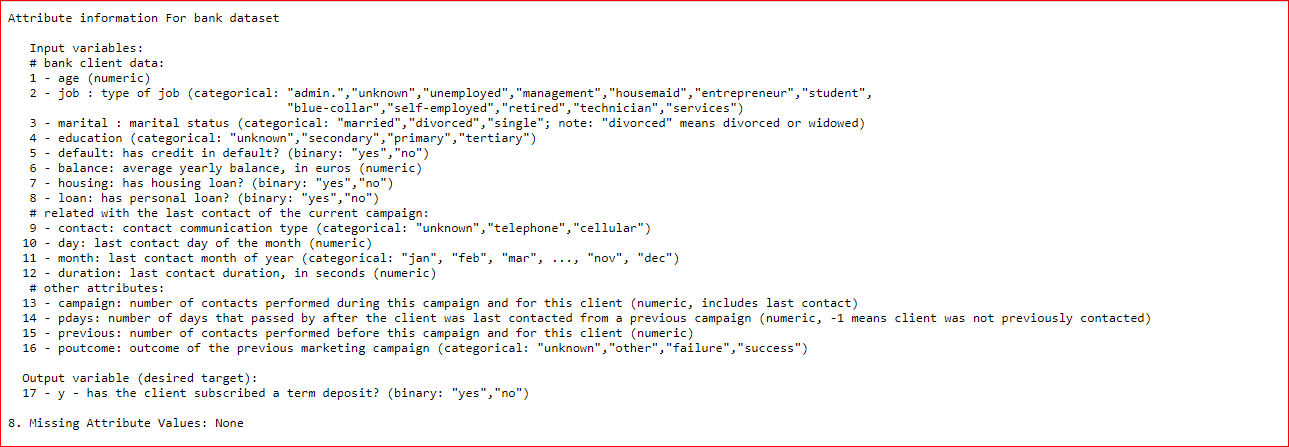 Attribute information For bank dataset
Input variables:
# bank client data:
1 - age (numeric)
2 - job : type of job (categorical: "admin.","unknown","unemployed","management","housemaid","entrepreneur","student",
"blue-collar","self-employed","retired","technician","services")
3 - marital : marital status (categorical: "married","divorced","single"; note: "divorced" means divorced or widowed)
4 - education (categorical: "unknown","secondary","primary","tertiary")
5 - default: has credit in default? (binary: "yes","no")
6 - balance: average yearly balance, in euros (numeric)
7 - housing: has housing loan? (binary: "yes","no")
8 - loan: has personal loan? (binary: "yes","no")
# related with the last contact of the current campaign:
9 - contact: contact communication type (categorical: "unknown","telephone","cellular")
10 - day: last contact day of the month (numeric)
11 - month: last contact month of year (categorical: "jan", "feb", "mar", ..., "nov", "dec")
12 - duration: last contact duration, in seconds (numeric)
# other attributes:
13 - campaign: number of contacts performed during this campaign and for this client (numeric, includes last contact)
14 - pdays: number of days that passed by after the client was last contacted from a previous campaign (numeric, -1 means client was not previously contacted)
15 - previous: number of contacts performed before this campaign and for this client (numeric)
16 - poutcome: outcome of the previous marketing campaign (categorical: "unknown","other","failure","success")
Output variable (desired target):
17 - y - has the client subscribed a term deposit? (binary: "yes","no")
8. Missing Attribute Values: None